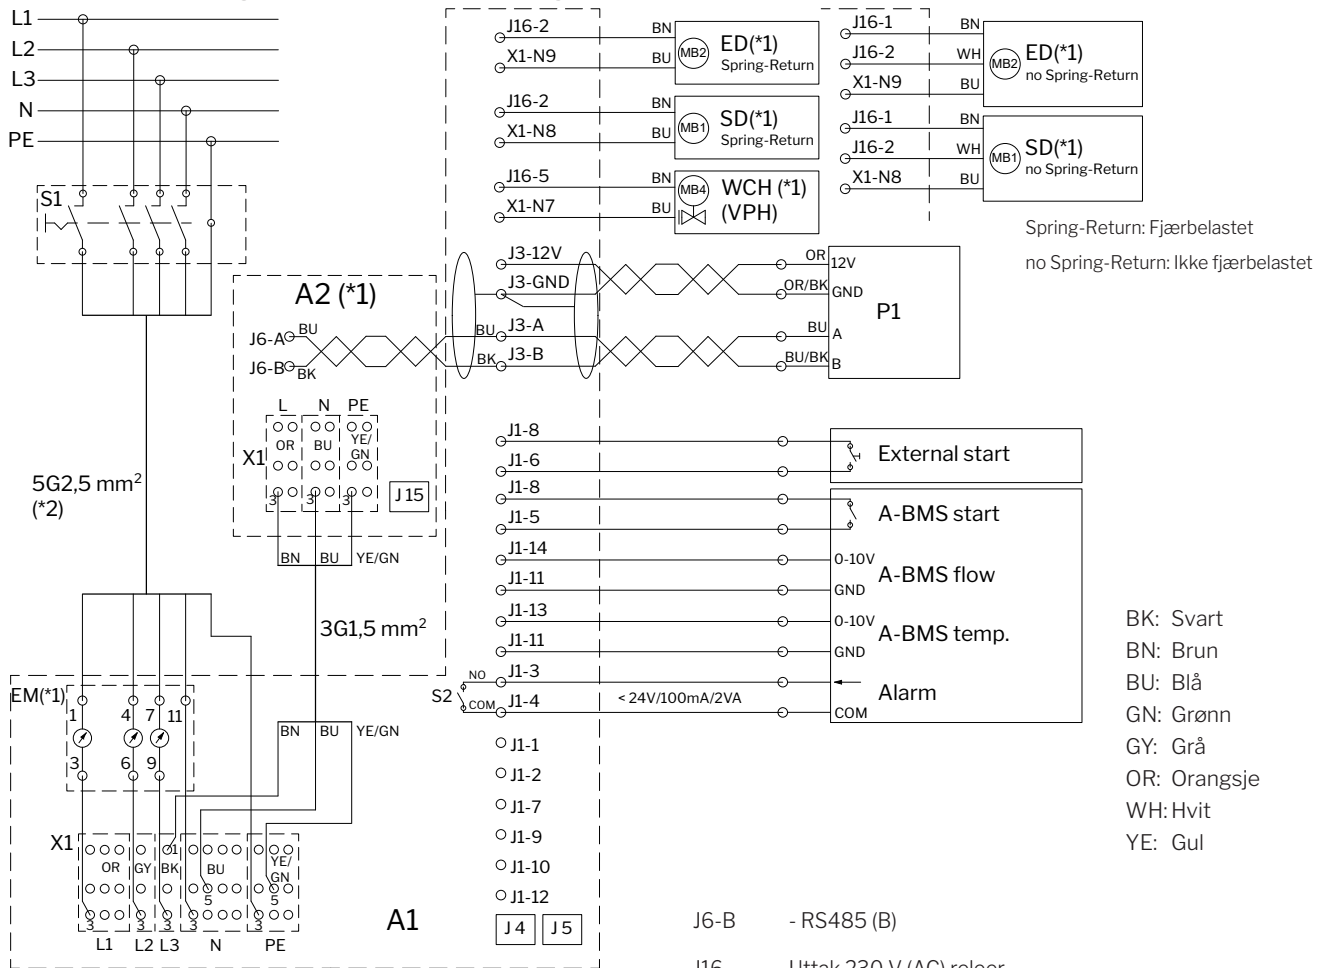 L1
L2
L3
N
PE
S1
J16-2 BN
X1-N9 BU
MB2 ED(*1)
Spring-Return
J16-2 BN
X1-N8 BU
MB1 SD(*1)
Spring-Return
J16-5 BN
X1-N7 BU
MB4 WCH (*1)
(VPH)
J16-1 BN
J16-2 WH
X1-N9 BU
MB2 ED(*1)
no Spring-Return
J16-1 BN
J16-2 WH
X1-N8 BU
MB1 SD(*1)
no Spring-Return
Spring-Return: Fjærbelastet
no Spring-Return: Ikke fjærbelastet
A2 (*1)
J6-A BU
J6-B BK
J3-12V OR 12V
J3-GND OR/BK GND
BU J3-A BU A
BK J3-B BU/BK B
P1
L N PE
X1 OR BU YE/
GN
3 3 3
J 15
BN BU YE/GN
5G2,5 mm²
(*2)
3G1,5 mm²
J1-8
J1-6
External start
J1-8
J1-5
A-BMS start
J1-14 0-10V
J1-11 GND
A-BMS flow
J1-13 0-10V
J1-11 GND
A-BMS temp.
S2 NO J1-3
COM J1-4 < 24V/100mA/2VA COM
Alarm
J1-1
J1-2
J1-7
J1-9
J1-10
J1-12
J 4 J 5
EM(*1)
1 4 7 11
3 6 9
BN BU YE/GN
X1
OR GY BK BU YE/
GN
1 5 5
3 3 3 3 3
L1 L2 L3 N PE
A1
BK: Svart
BN: Brun
BU: Blå
GN: Grønn
GY: Grå
OR: Orangsje
WH: Hvit
YE: Gul
J6-B - RS485 (B)
J16 Uttak 230 V (AC) releer